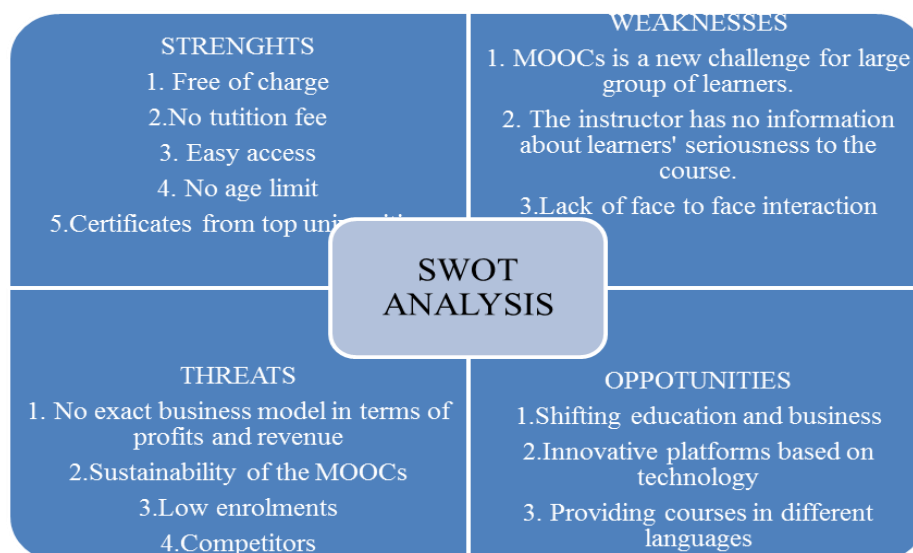 STRENGHTS
1. Free of charge
2.No tutition fee
3. Easy access
4. No age limit
5.Certificates from top
WEAKNESSES
1. MOOCs is a new challenge for large
group of learners.
2. The instructor has no information
about learners' seriousness to the
course.
3.Lack of face to face interaction
SWOT
ANALYSIS
THREATS
1. No exact business model in terms of
profits and revenue
2.Sustainability of the MOOCs
3.Low enrolments
4.Competitors
OPPOTUNITIES
1.Shifting education and business
2.Innovative platforms based on
technology
3. Providing courses in different
languages